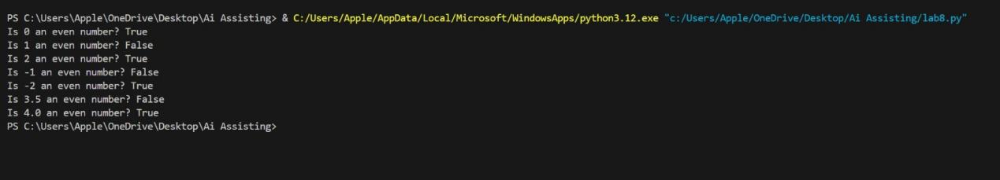 PS C:\Users\Apple\OneDrive\Desktop\Ai Assisting> & C:/Users/Apple/AppData/Local/Microsoft/WindowsApps/python3.12.exe "c:/Users/Apple/OneDrive/Desktop/Ai Assisting/lab8.py"
Is 0 an even number? True
Is 1 an even number? False
Is 2 an even number? True
Is -1 an even number? False
Is -2 an even number? True
Is 3.5 an even number? False
Is 4.0 an even number? True
PS C:\Users\Apple\OneDrive\Desktop\Ai Assisting>